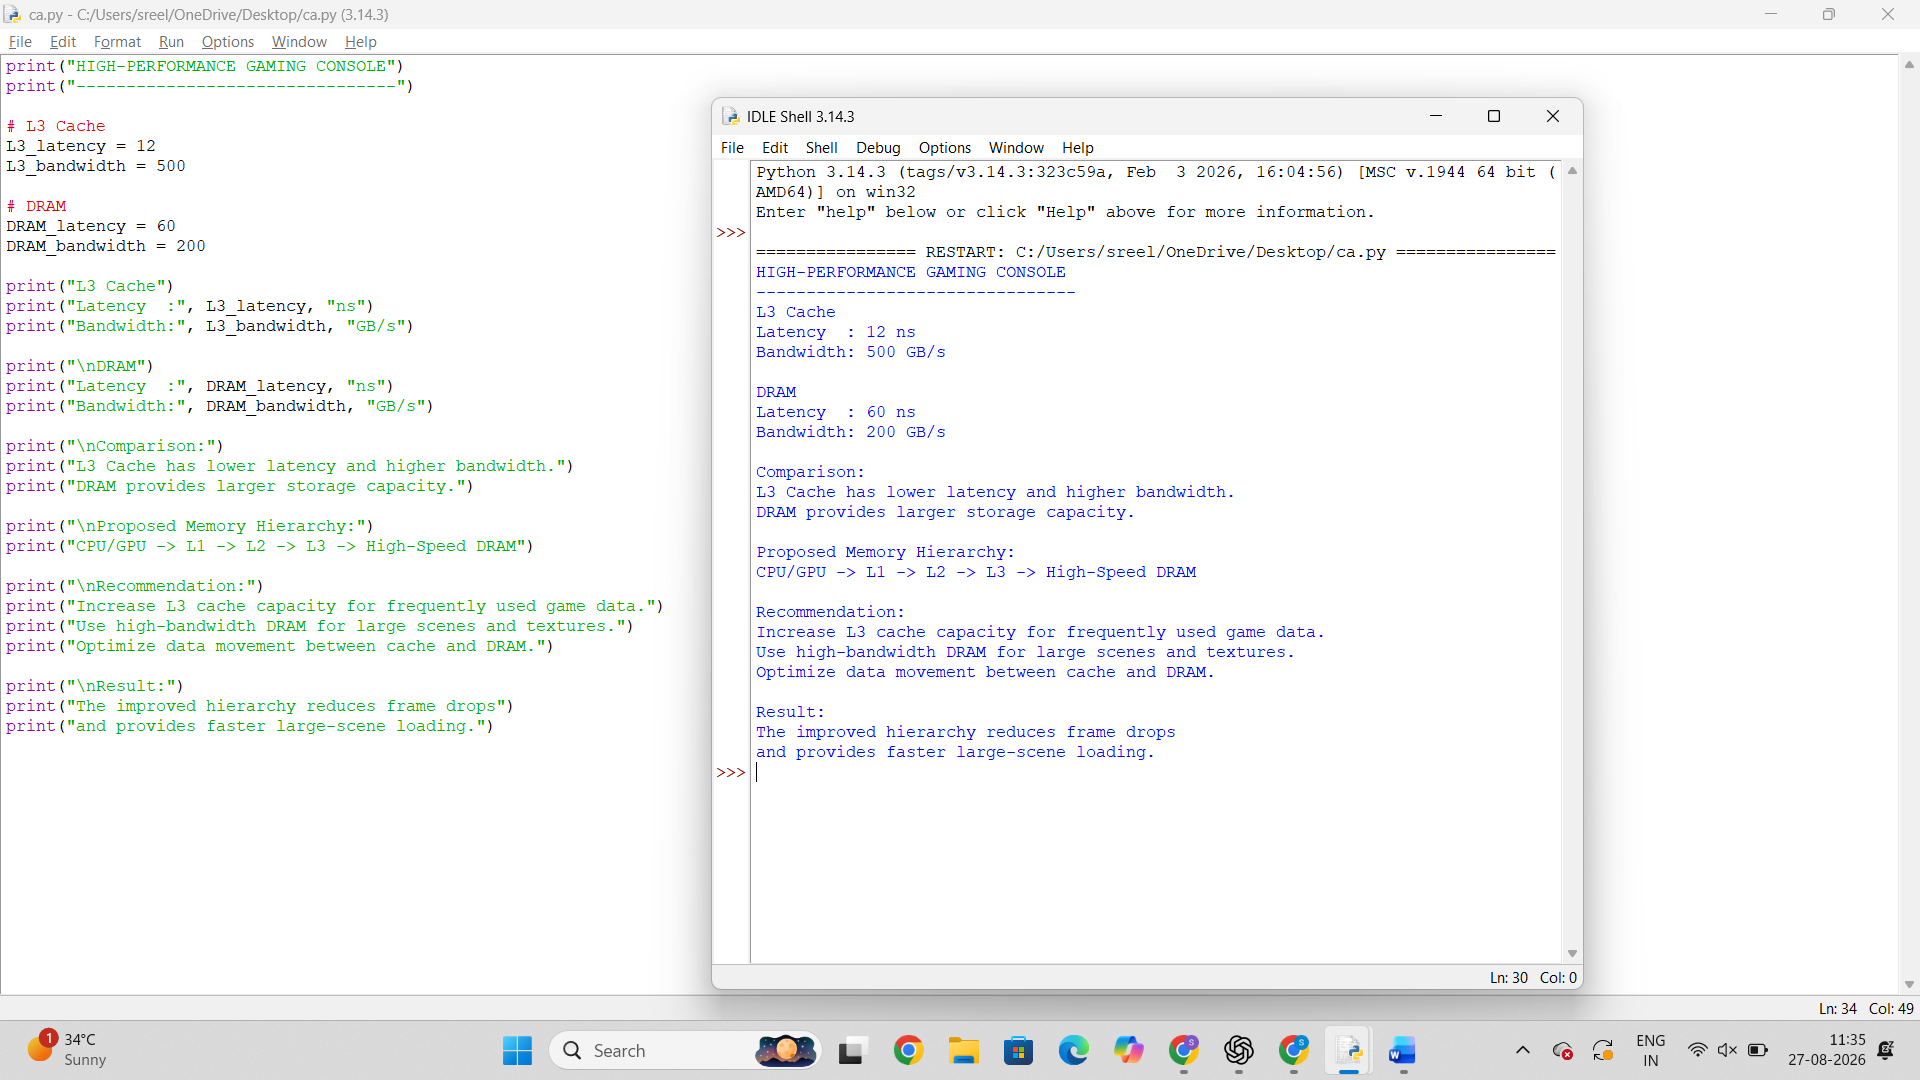 ca.py - C:/Users/sreel/OneDrive/Desktop/ca.py (3.14.3)
File Edit Format Run Options Window Help
print("HIGH-PERFORMANCE GAMING CONSOLE")
print("--------------------------------")

# L3 Cache
L3_latency = 12
L3_bandwidth = 500

# DRAM
DRAM_latency = 60
DRAM_bandwidth = 200

print("L3 Cache")
print("Latency  :", L3_latency, "ns")
print("Bandwidth:", L3_bandwidth, "GB/s")

print("\nDRAM")
print("Latency  :", DRAM_latency, "ns")
print("Bandwidth:", DRAM_bandwidth, "GB/s")

print("\nComparison:")
print("L3 Cache has lower latency and higher bandwidth.")
print("DRAM provides larger storage capacity.")

print("\nProposed Memory Hierarchy:")
print("CPU/GPU -> L1 -> L2 -> L3 -> High-Speed DRAM")

print("\nRecommendation:")
print("Increase L3 cache capacity for frequently used game data.")
print("Use high-bandwidth DRAM for large scenes and textures.")
print("Optimize data movement between cache and DRAM.")

print("\nResult:")
print("The improved hierarchy reduces frame drops")
print("and provides faster large-scene loading.")
IDLE Shell 3.14.3
File Edit Shell Debug Options Window Help
Python 3.14.3 (tags/v3.14.3:323c59a, Feb  3 2026, 16:04:56) [MSC v.1944 64 bit (
AMD64)] on win32
Enter "help" below or click "Help" above for more information.
>>>
================ RESTART: C:/Users/sreel/OneDrive/Desktop/ca.py ================
HIGH-PERFORMANCE GAMING CONSOLE
--------------------------------
L3 Cache
Latency  : 12 ns
Bandwidth: 500 GB/s

DRAM
Latency  : 60 ns
Bandwidth: 200 GB/s

Comparison:
L3 Cache has lower latency and higher bandwidth.
DRAM provides larger storage capacity.

Proposed Memory Hierarchy:
CPU/GPU -> L1 -> L2 -> L3 -> High-Speed DRAM

Recommendation:
Increase L3 cache capacity for frequently used game data.
Use high-bandwidth DRAM for large scenes and textures.
Optimize data movement between cache and DRAM.

Result:
The improved hierarchy reduces frame drops
and provides faster large-scene loading.
>>>
Ln: 30 Col: 0
Ln: 34 Col: 49
1
34°C
Sunny
Search
S
S
W
ENG
IN
11:35
27-08-2026